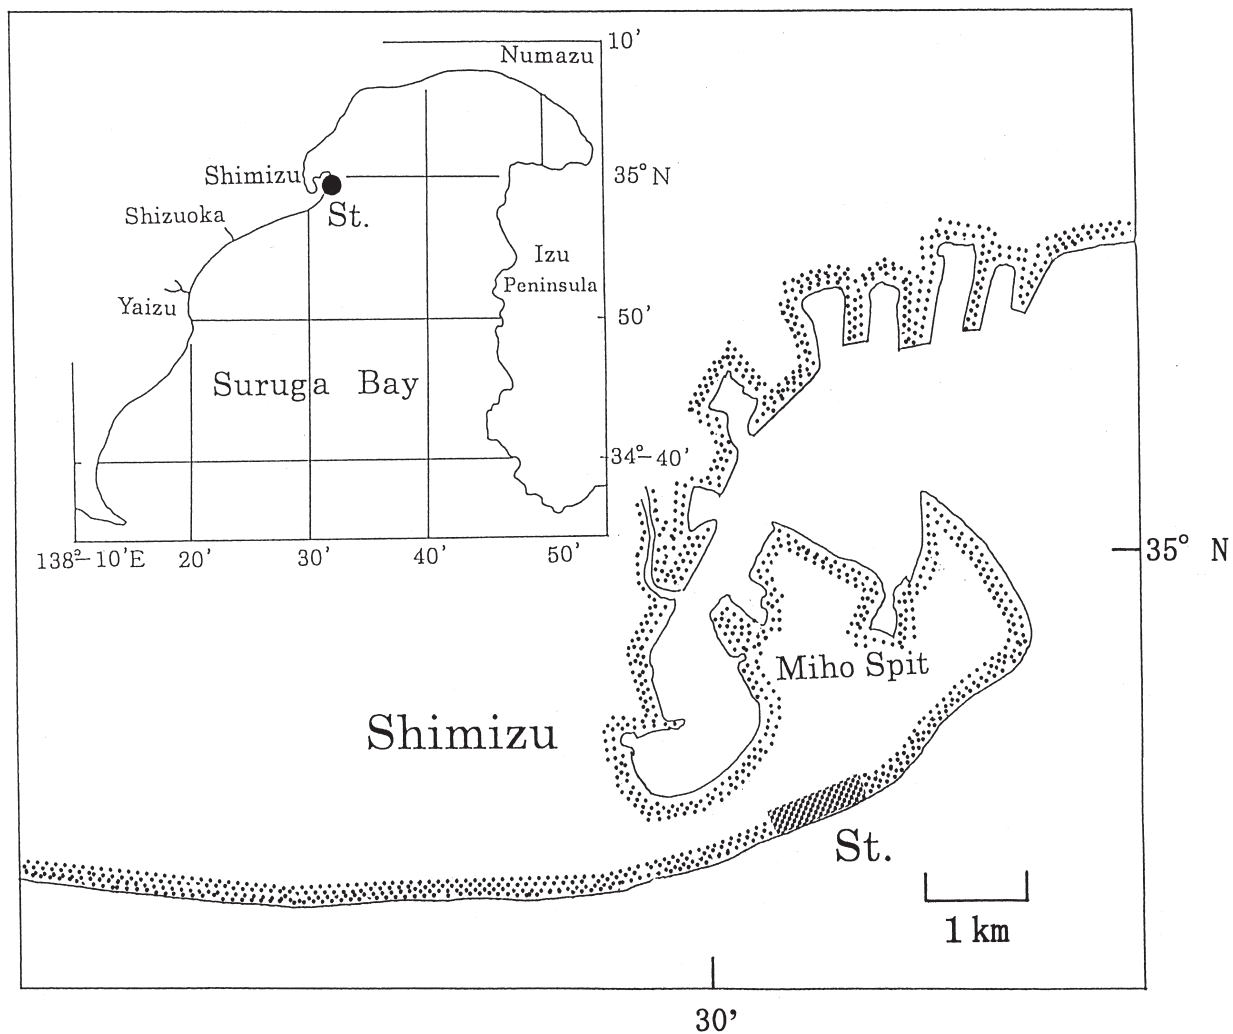 10'
Numazu
Shimizu
35° N
St.
Shizuoka
Izu
Peninsula
Yaizu
50'
Suruga Bay
34°-40'
138°-10'E 20' 30' 40' 50'
35° N
Miho Spit
Shimizu
St.
1 km
30'